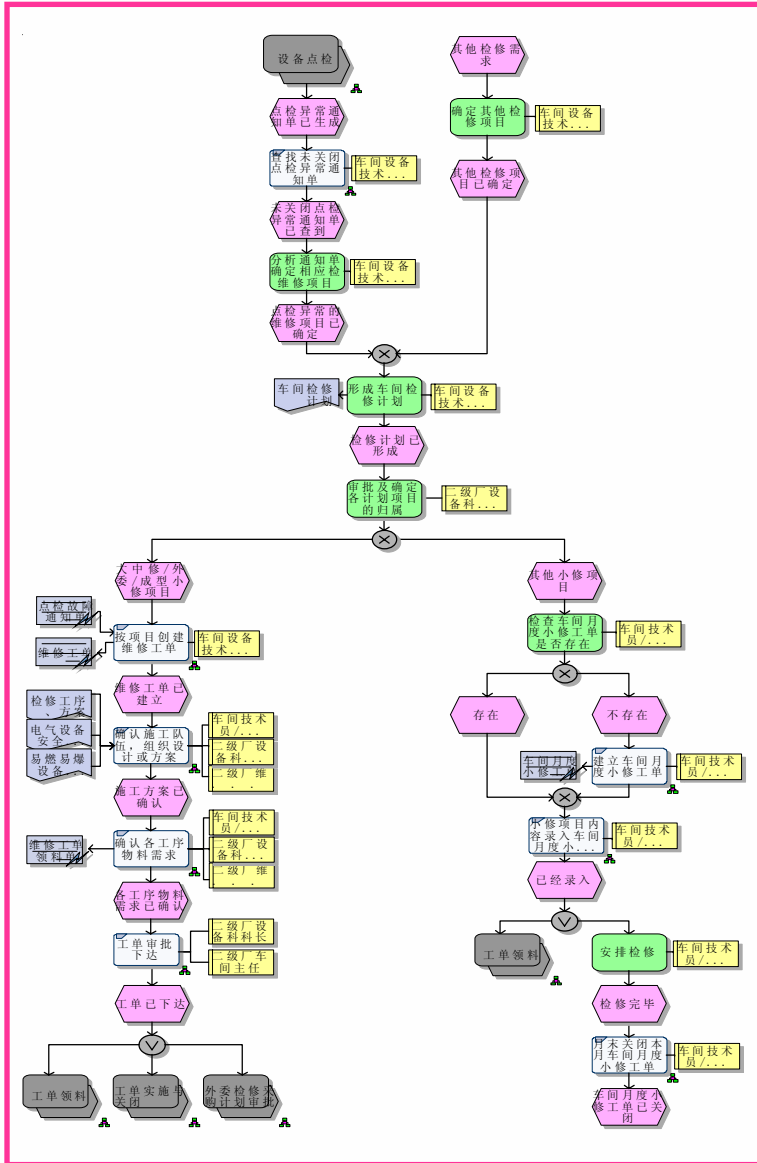 设备点检
其他检修需
求
点检异常通
知单已生成
确定其他检
修项目
车间设备
技术...
查找未关闭
点检异常通
知单
车间设备
技术...
其他检修项
目已确定
未关闭点检
异常通知单
已查到
分析通知单
确定相应检
维修项目
车间设备
技术...
点检异常的
维修项目已
确定
车间检修
计划
形成车间检
修计划
车间设备
技术...
检修计划已
形成
审批及确定
各计划项目
的归属
二级厂设
备科...
大中修/外
委/成型小
修项目
其他小修项
目
点检故障
通知单
维修工单
按项目创建
维修工单
车间设备
技术...
检查车间月
度小修工单
是否存在
车间技术
员/...
维修工单已
建立
存在
不存在
检修工序
、方案
电气设备
安全...
易燃易爆
设备...
确认施工队
伍，组织设
计或方案
车间技术
员/...
二级厂设
备科...
二级厂维
...
车间月度
小修工单
建立车间月
度小修工单
车间技术
员/...
施工方案已
确认
小修项目内
容录入车间
月度小...
车间技术
员/...
维修工单
领料单
确认各工序
物料需求
车间技术
员/...
二级厂设
备科...
二级厂维
...
已经录入
各工序物料
需求已确认
工单审批
下达
二级厂设
备科科长
二级厂车
间主任
工单领料
安排检修
车间技术
员/...
工单已下达
检修完毕
月末关闭本
月车间月度
小修工单
车间技术
员/...
工单领料
工单实施与
关闭
外委检修采
购计划审批
车间月度小
修工单已关
闭